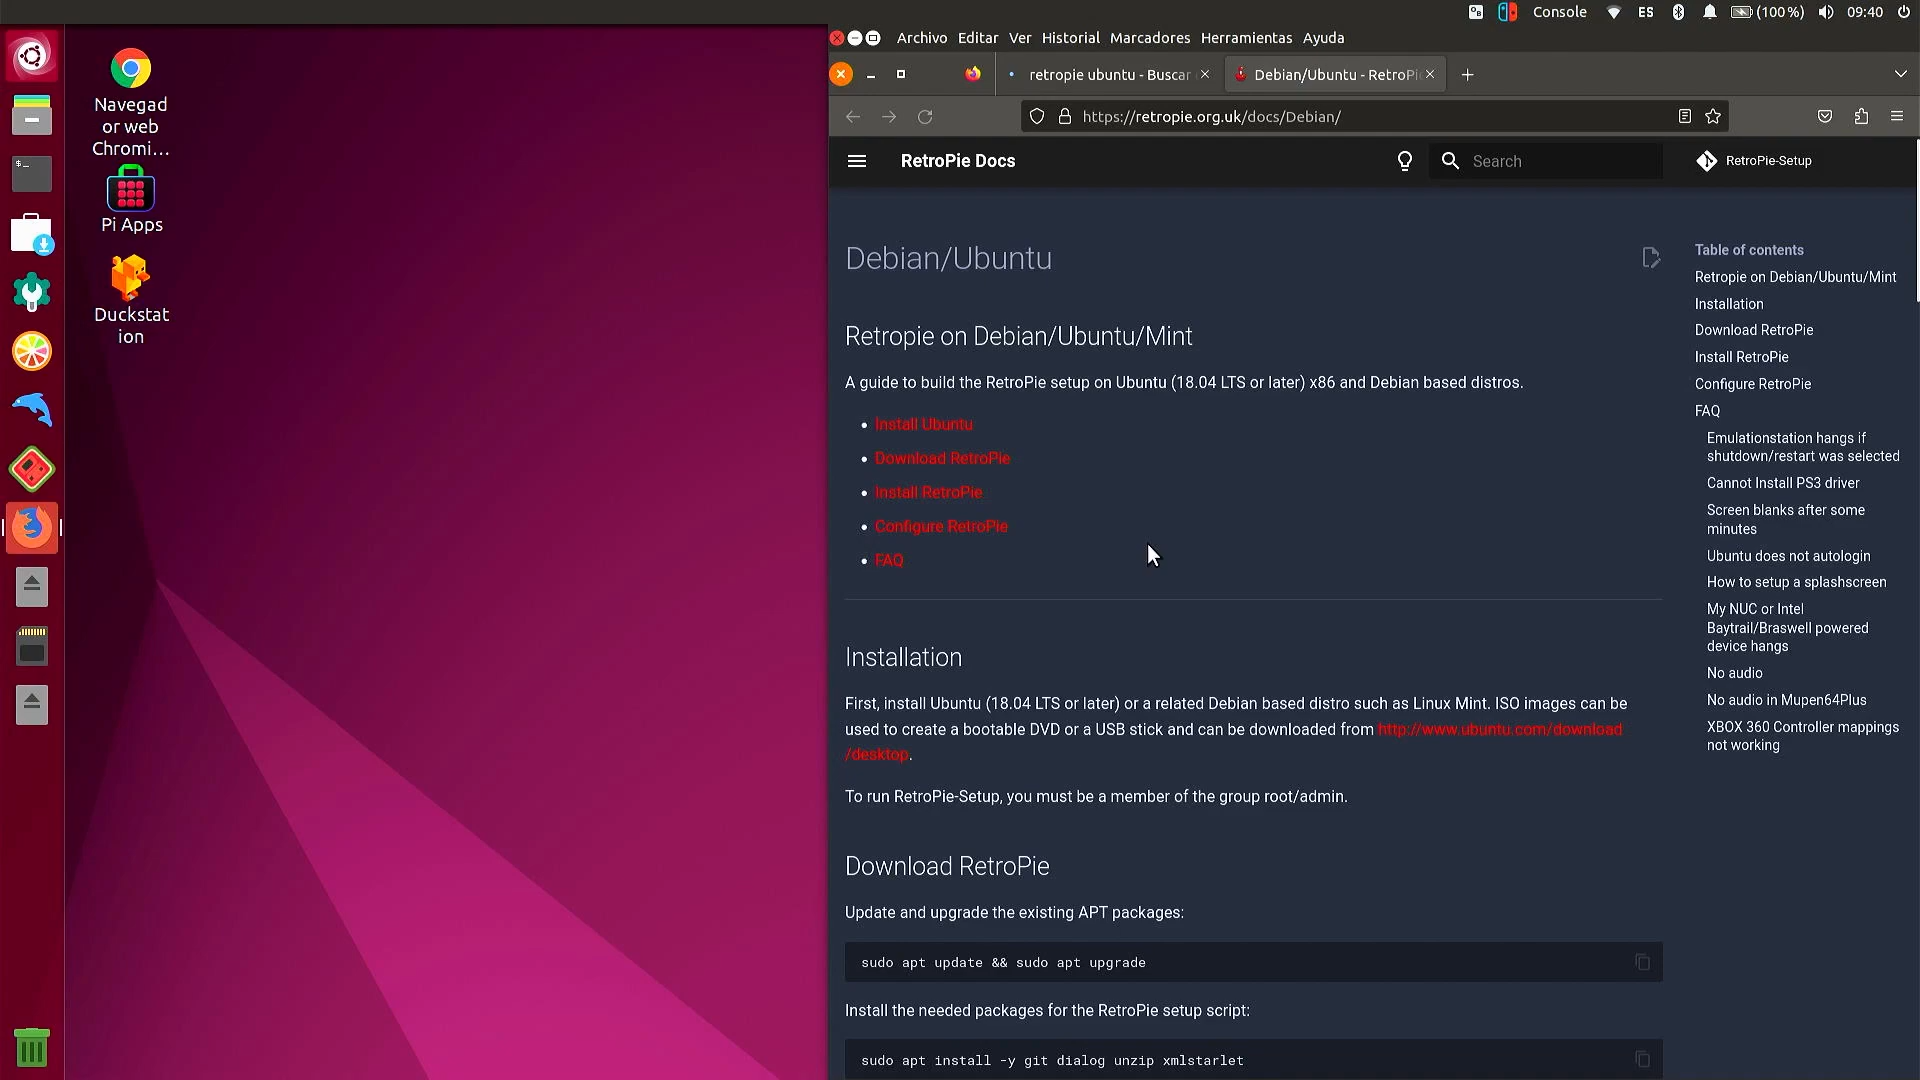 Console ES (100 %) 09:40
Navegad
or web
Chromi...
Pi Apps
Duckstat
ion
Archivo Editar Ver Historial Marcadores Herramientas Ayuda
retropie ubuntu - Buscar
Debian/Ubuntu - RetroPi
https://retropie.org.uk/docs/Debian/
RetroPie Docs
Search
RetroPie-Setup
Debian/Ubuntu
Retropie on Debian/Ubuntu/Mint
A guide to build the RetroPie setup on Ubuntu (18.04 LTS or later) x86 and Debian based distros.
Install Ubuntu
Download RetroPie
Install RetroPie
Configure RetroPie
FAQ
Installation
First, install Ubuntu (18.04 LTS or later) or a related Debian based distro such as Linux Mint. ISO images can be
used to create a bootable DVD or a USB stick and can be downloaded from http://www.ubuntu.com/download
/desktop.
To run RetroPie-Setup, you must be a member of the group root/admin.
Download RetroPie
Update and upgrade the existing APT packages:
sudo apt update && sudo apt upgrade
Install the needed packages for the RetroPie setup script:
sudo apt install -y git dialog unzip xmlstarlet
Table of contents
Retropie on Debian/Ubuntu/Mint
Installation
Download RetroPie
Install RetroPie
Configure RetroPie
FAQ
Emulationstation hangs if
shutdown/restart was selected
Cannot Install PS3 driver
Screen blanks after some
minutes
Ubuntu does not autologin
How to setup a splashscreen
My NUC or Intel
Baytrail/Braswell powered
device hangs
No audio
No audio in Mupen64Plus
XBOX 360 Controller mappings
not working